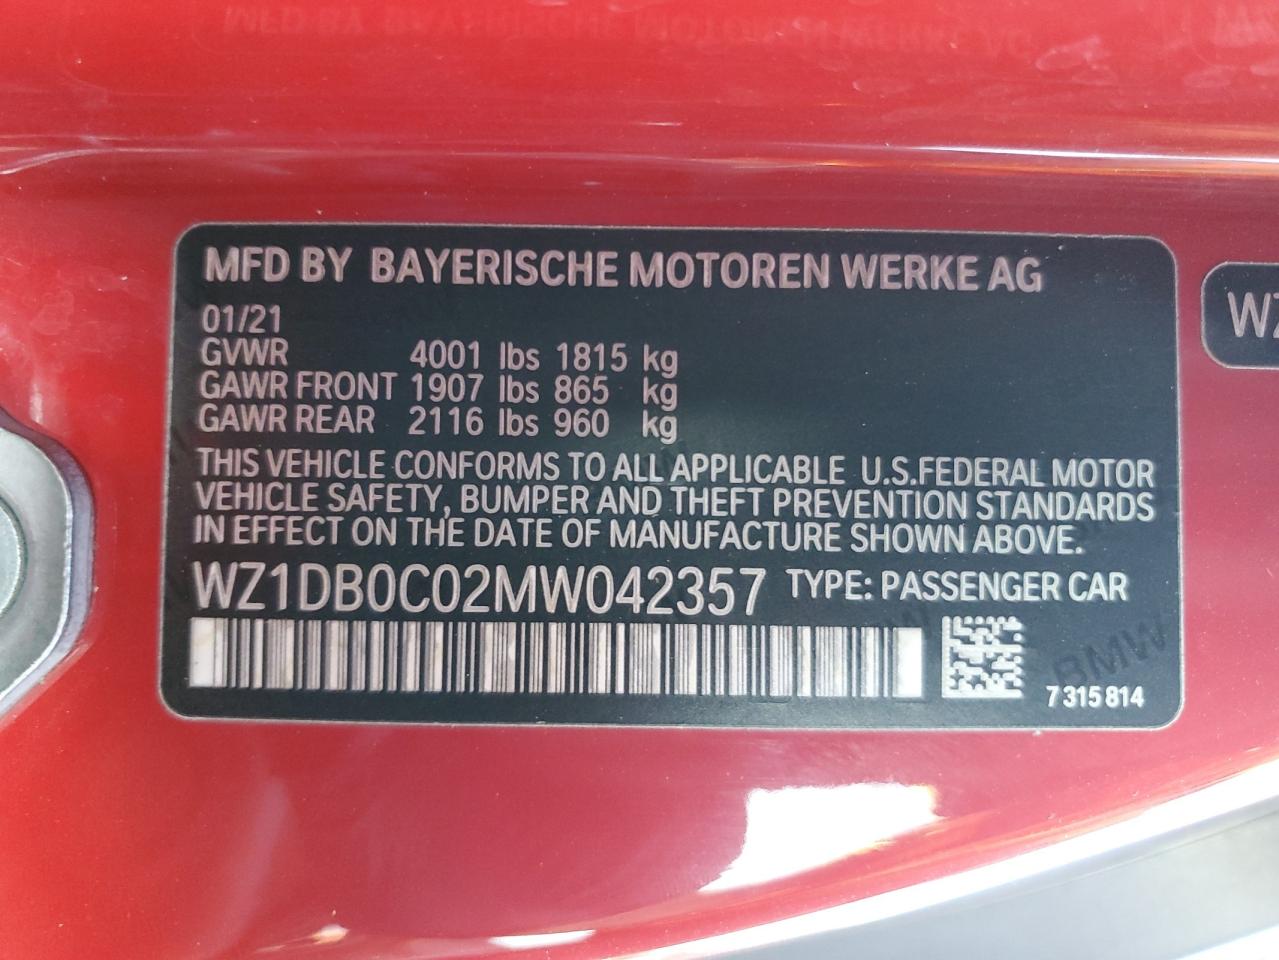 MFD BY BAYERISCHE MOTOREN WERKE AG
01/21
GVWR 4001 lbs 1815 kg
GAWR FRONT 1907 lbs 865 kg
GAWR REAR 2116 lbs 960 kg
THIS VEHICLE CONFORMS TO ALL APPLICABLE U.S.FEDERAL MOTOR
VEHICLE SAFETY, BUMPER AND THEFT PREVENTION STANDARDS
IN EFFECT ON THE DATE OF MANUFACTURE SHOWN ABOVE.
WZ1DB0C02MW042357 TYPE: PASSENGER CAR
BMW
7 315 814
WZ